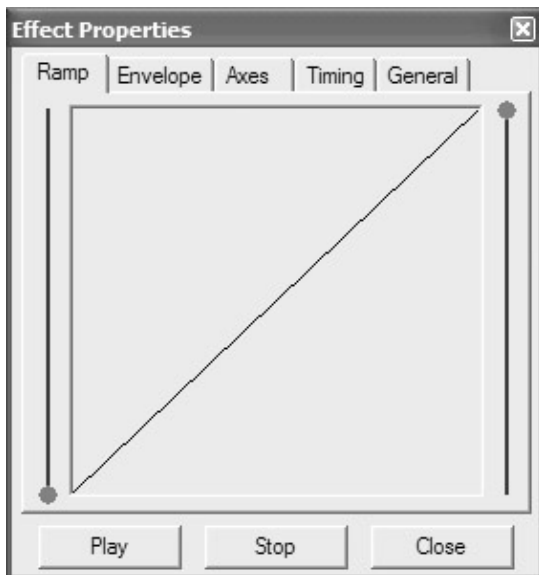 Effect Properties
Ramp Envelope Axes Timing General
Play Stop Close